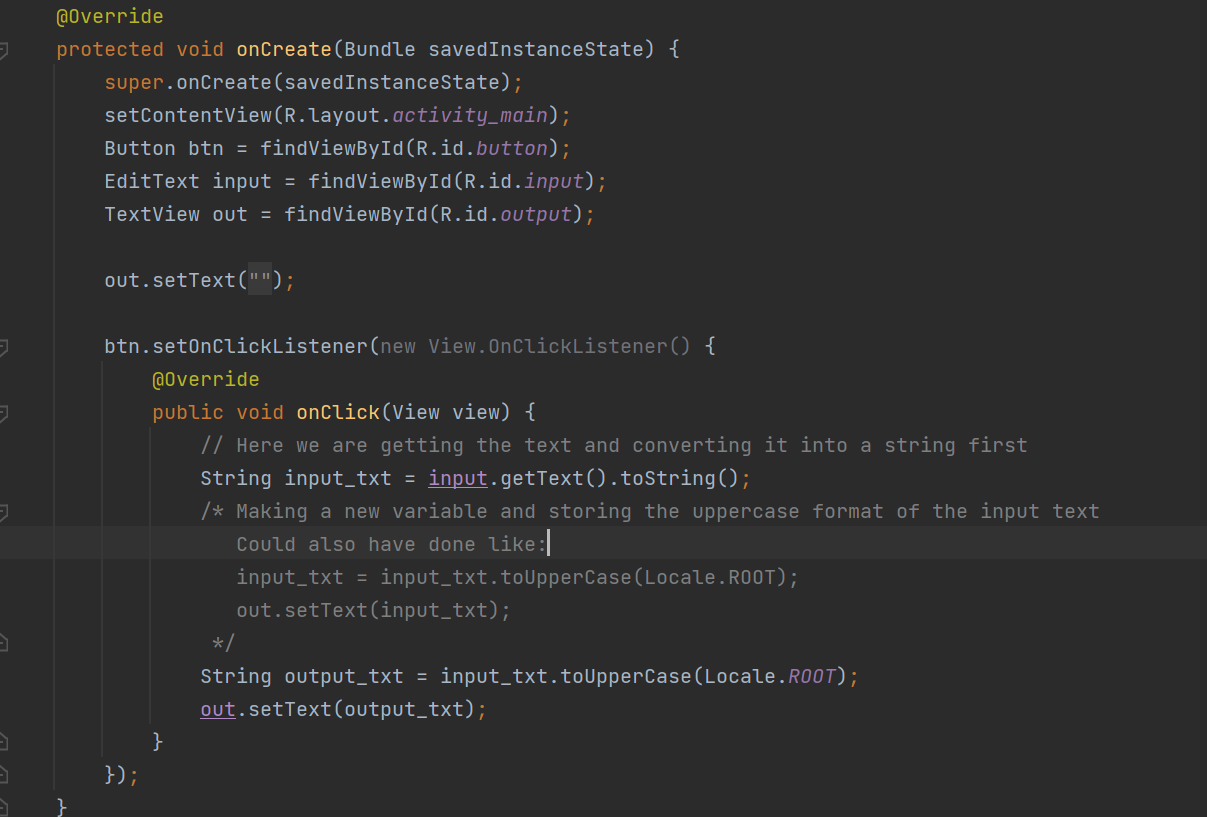 @Override
protected void onCreate(Bundle savedInstanceState) {
super.onCreate(savedInstanceState);
setContentView(R.layout.activity_main);
Button btn = findViewById(R.id.button);
EditText input = findViewById(R.id.input);
TextView out = findViewById(R.id.output);
out.setText("");
btn.setOnClickListener(new View.OnClickListener() {
@Override
public void onClick(View view) {
// Here we are getting the text and converting it into a string first
String input_txt = input.getText().toString();
/* Making a new variable and storing the uppercase format of the input text
Could also have done like:
input_txt = input_txt.toUpperCase(Locale.ROOT);
out.setText(input_txt);
*/
String output_txt = input_txt.toUpperCase(Locale.ROOT);
out.setText(output_txt);
}
});
}